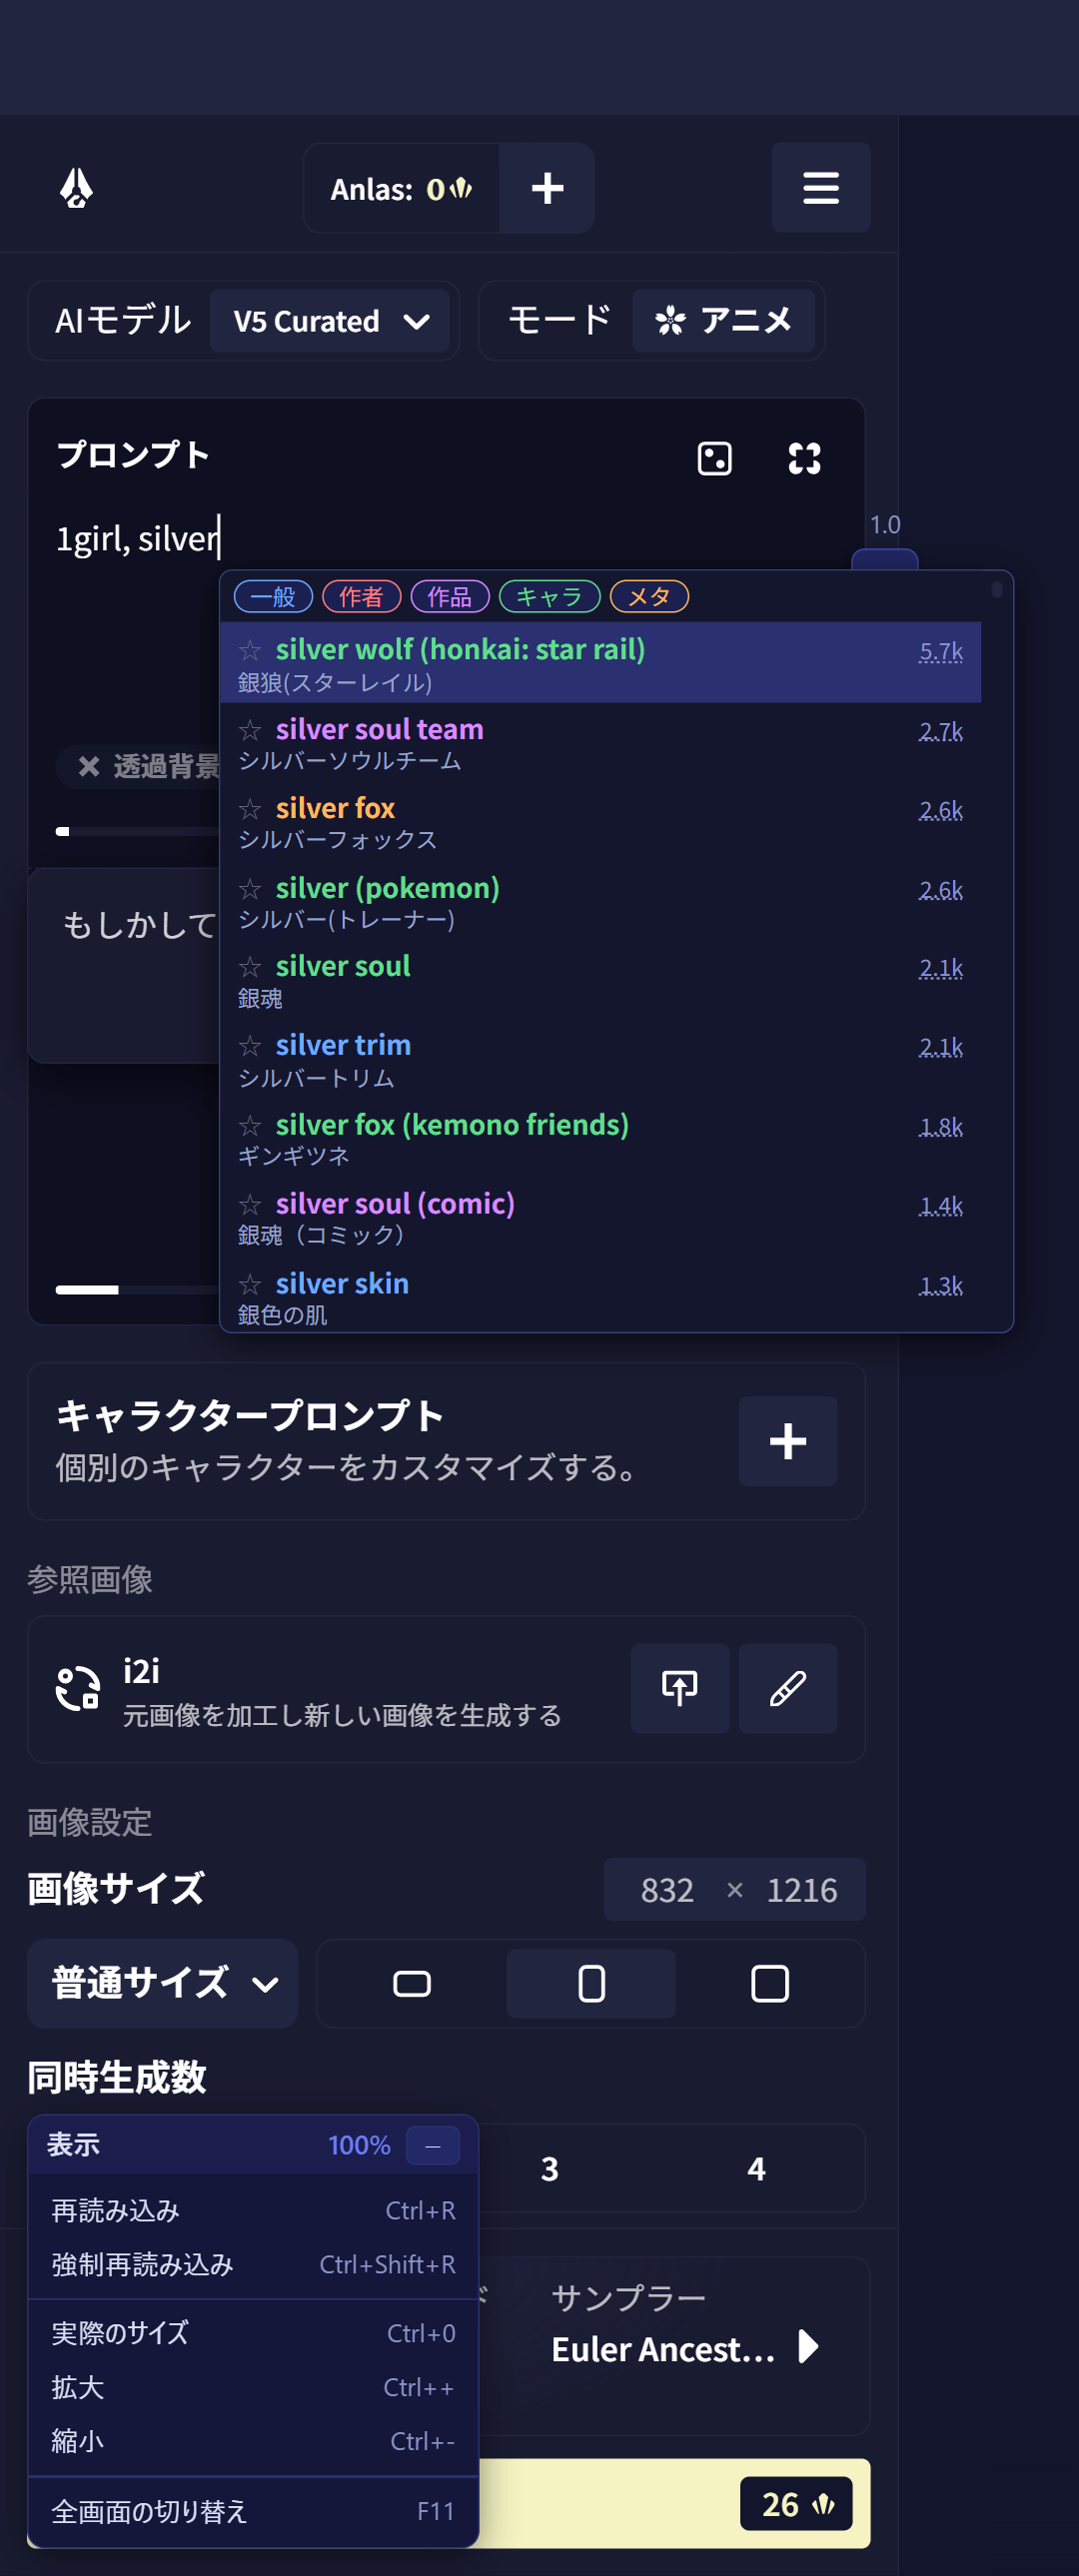 Anlas: 0
AIモデル V5 Curated モード アニメ
プロンプト
1girl, silver
1.0
一般 作者 作品 キャラ メタ
☆ silver wolf (honkai: star rail) 5.7k
銀狼(スターレイル)
☆ silver soul team 2.7k
シルバーソウルチーム
☆ silver fox 2.6k
シルバーフォックス
☆ silver (pokemon) 2.6k
シルバー(トレーナー)
☆ silver soul 2.1k
銀魂
☆ silver trim 2.1k
シルバートリム
☆ silver fox (kemono friends) 1.8k
ギンギツネ
☆ silver soul (comic) 1.4k
銀魂（コミック）
☆ silver skin 1.3k
銀色の肌
透過背景
もしかして
キャラクタープロンプト
個別のキャラクターをカスタマイズする。
参照画像
i2i
元画像を加工し新しい画像を生成する
画像設定
画像サイズ 832 × 1216
普通サイズ
同時生成数
3 4
表示 100% –
再読み込み Ctrl+R
強制再読み込み Ctrl+Shift+R
実際のサイズ Ctrl+0
拡大 Ctrl++
縮小 Ctrl+-
全画面の切り替え F11
サンプラー
Euler Ancest...
26